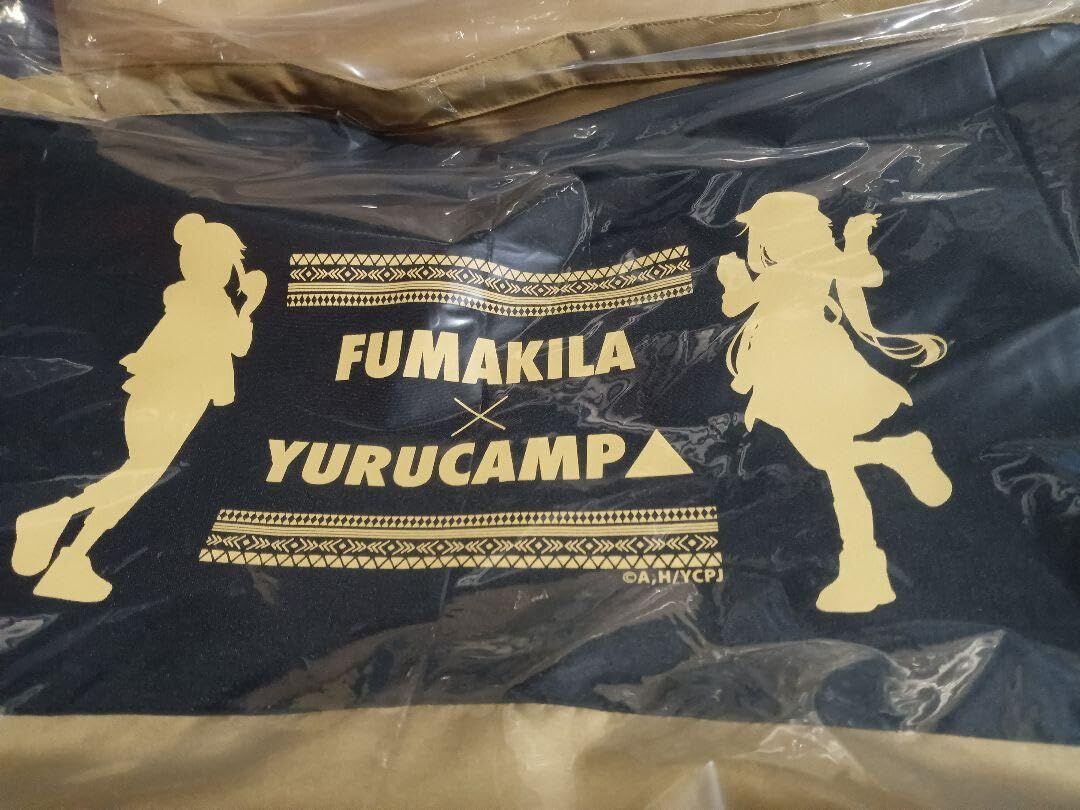 FUMAKILA
×
YURUCAMP▲
©A,H/YCPJ